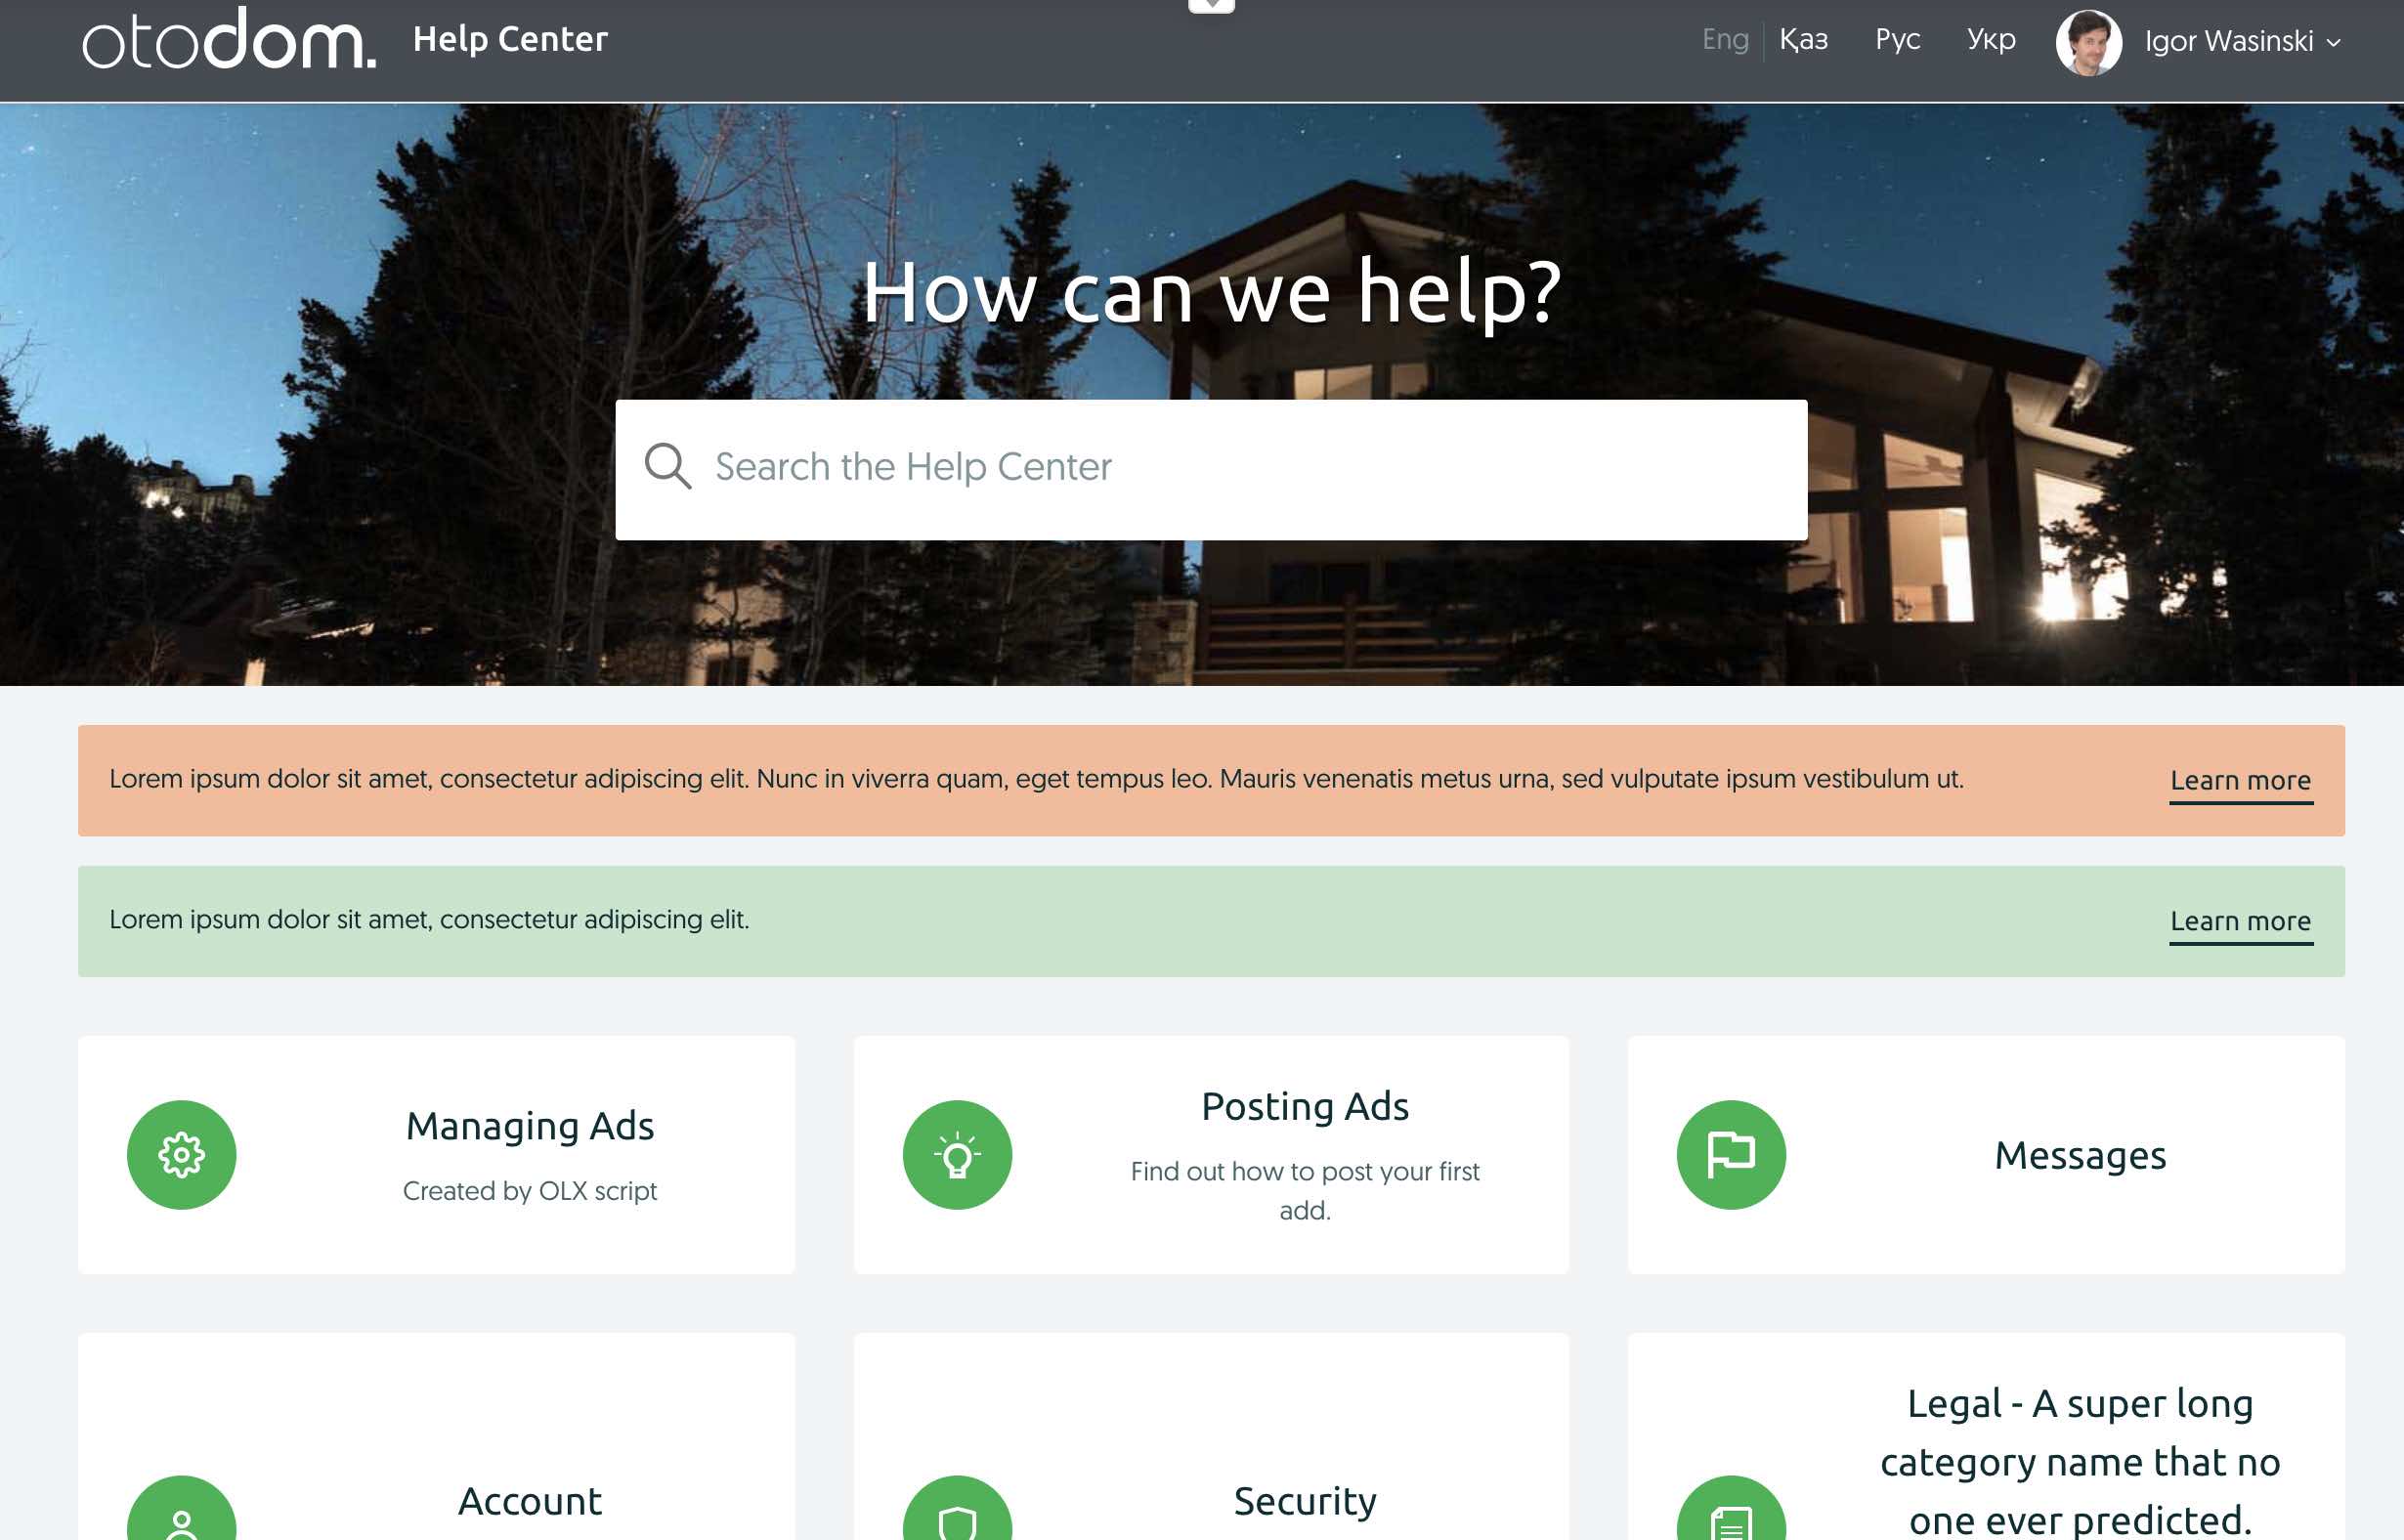 otodom. Help Center Eng Қаз Рус Укр Igor Wasinski
How can we help?
Search the Help Center
Lorem ipsum dolor sit amet, consectetur adipiscing elit. Nunc in viverra quam, eget tempus leo. Mauris venenatis metus urna, sed vulputate ipsum vestibulum ut. Learn more
Lorem ipsum dolor sit amet, consectetur adipiscing elit. Learn more
Managing Ads
Created by OLX script
Posting Ads
Find out how to post your first
add.
Messages
Account
Security
Legal - A super long
category name that no
one ever predicted.